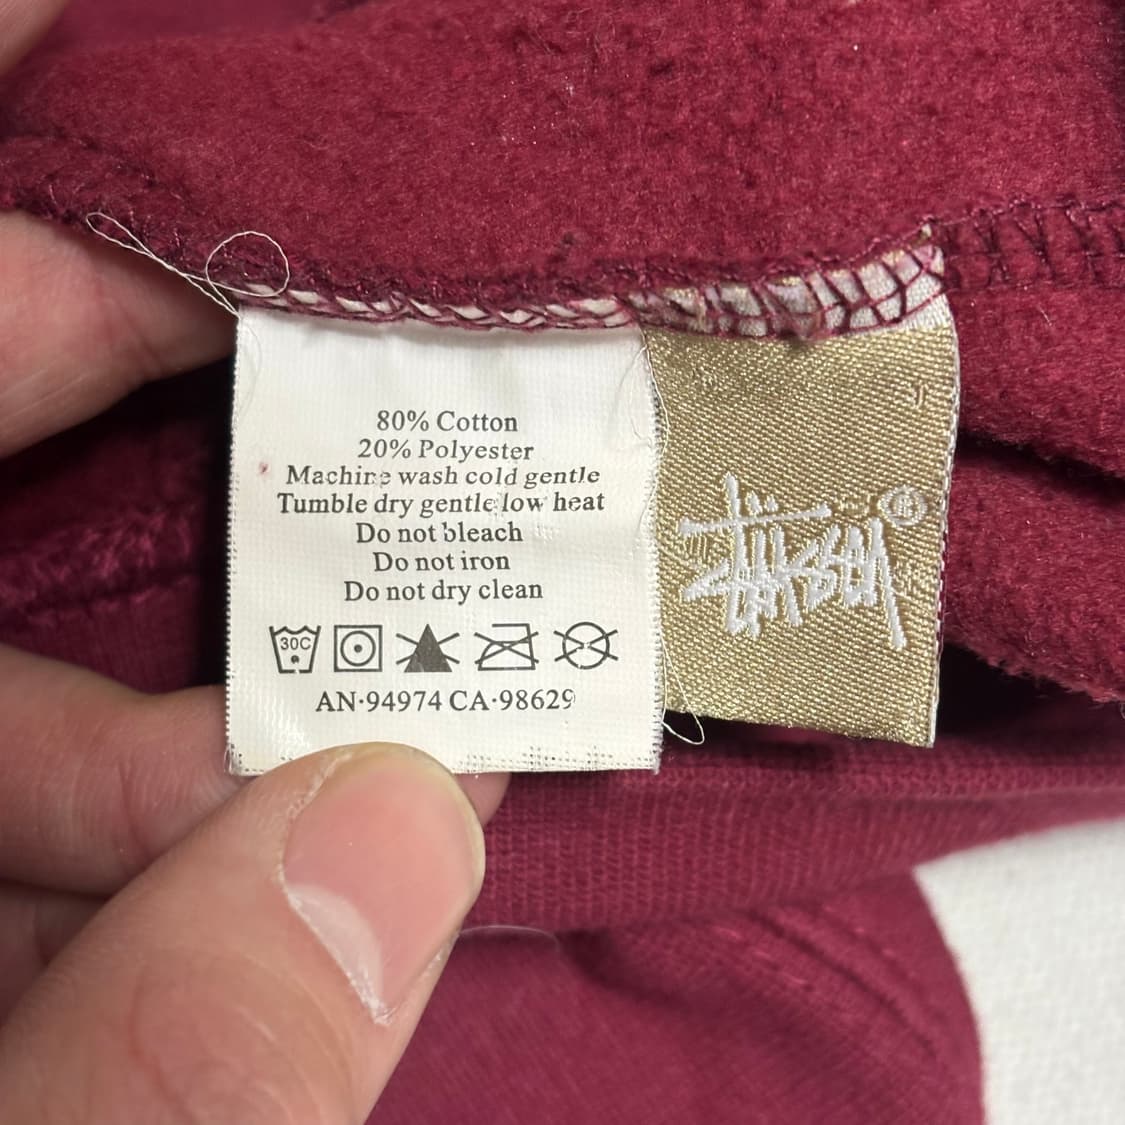 80% Cotton
20% Polyester
Machine wash cold gentle
Tumble dry gentle low heat
Do not bleach
Do not iron
Do not dry clean
30C
AN·94974 CA·98629
Stüssy
®